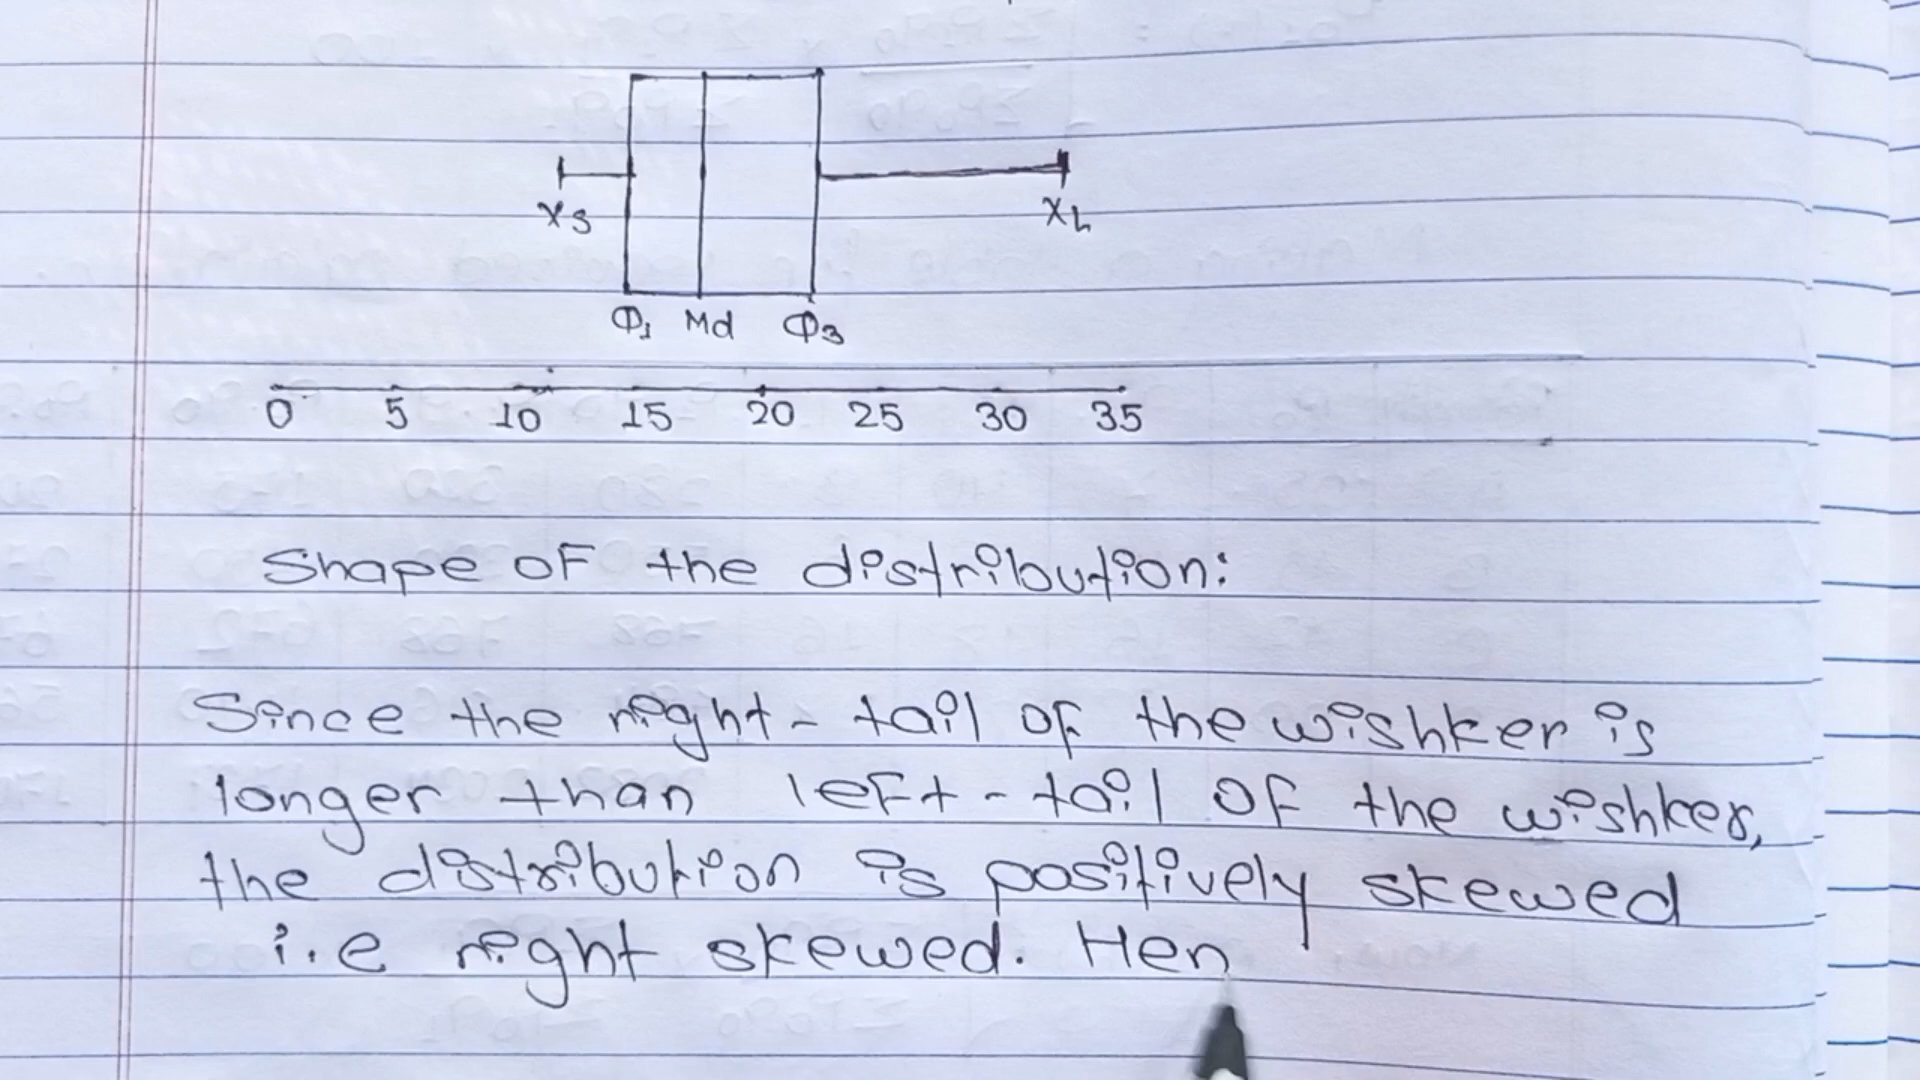 Xs XL
Q1 Md Q3
0 5 10 15 20 25 30 35
Shape of the distribution:
Since the right-tail of the wishker is
longer than left-tail of the wishker,
the distribution is positively skewed
i.e right skewed. Hen